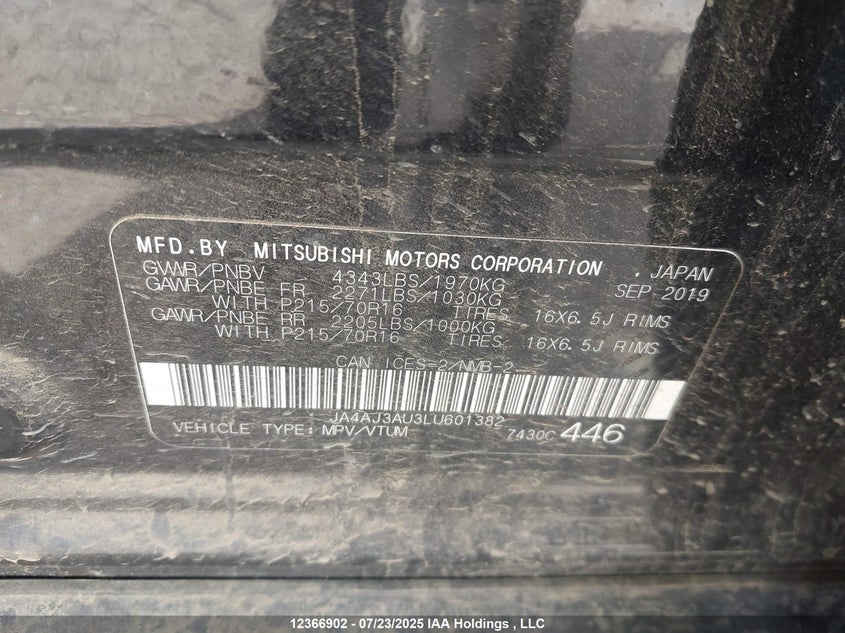 MFD.BY MITSUBISHI MOTORS CORPORATION , JAPAN
GVWR/PNBV 4343LBS/1970KG SEP 2019
GAWR/PNBE FR 2271LBS/1030KG
WITH P215/70R16 TIRES 16X6.5J RIMS
GAWR/PNBE RR 2205LBS/1000KG
WITH P215/70R16 TIRES 16X6.5J RIMS
CAN ICES-2/NMB-2
JA4AJ3AU3LU601382
VEHICLE TYPE: MPV/VTUM 7430C 446
12366902 - 07/23/2025 IAA Holdings , LLC